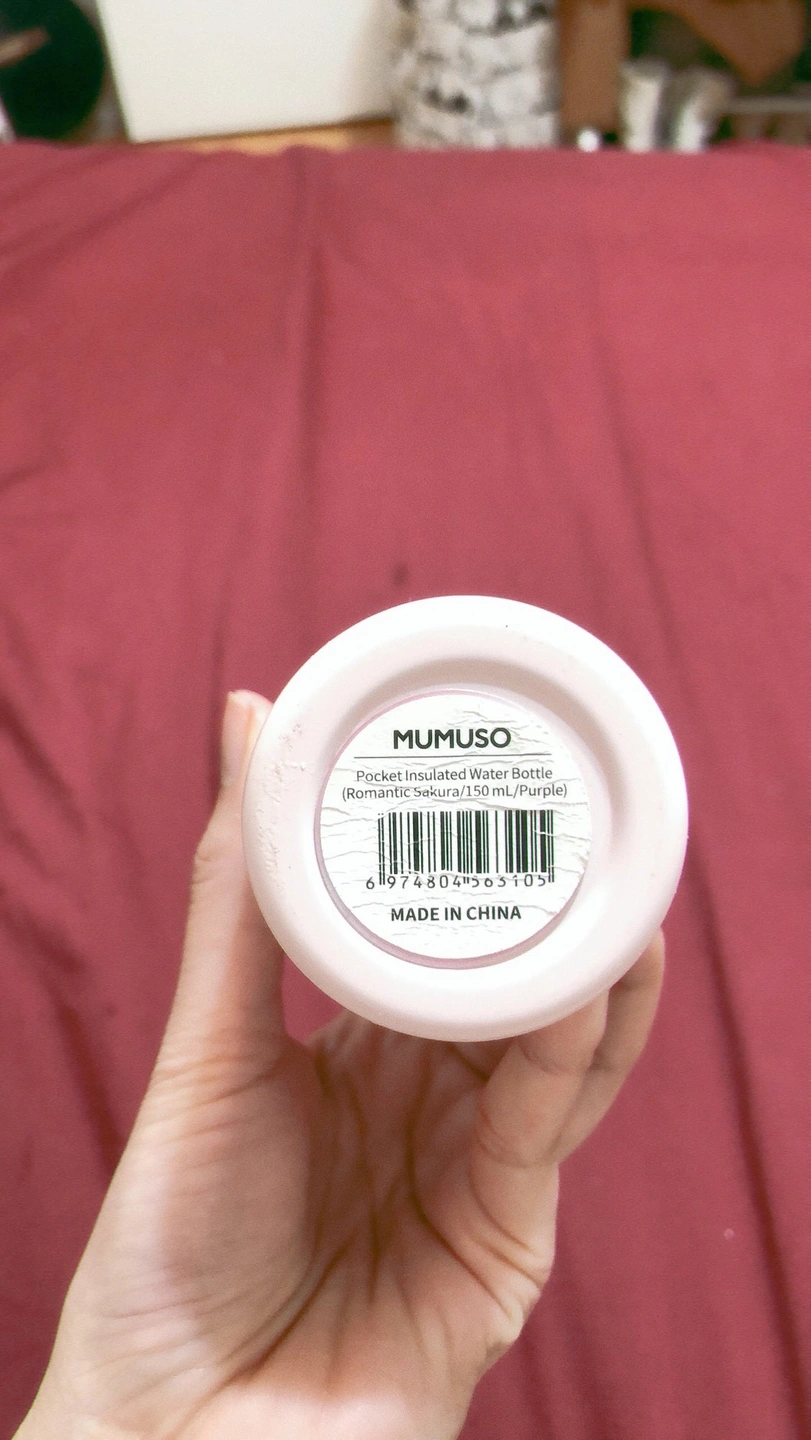 MUMUSO
Pocket Insulated Water Bottle
(Romantic Sakura/150 mL/Purple)
6 974804 563105
MADE IN CHINA